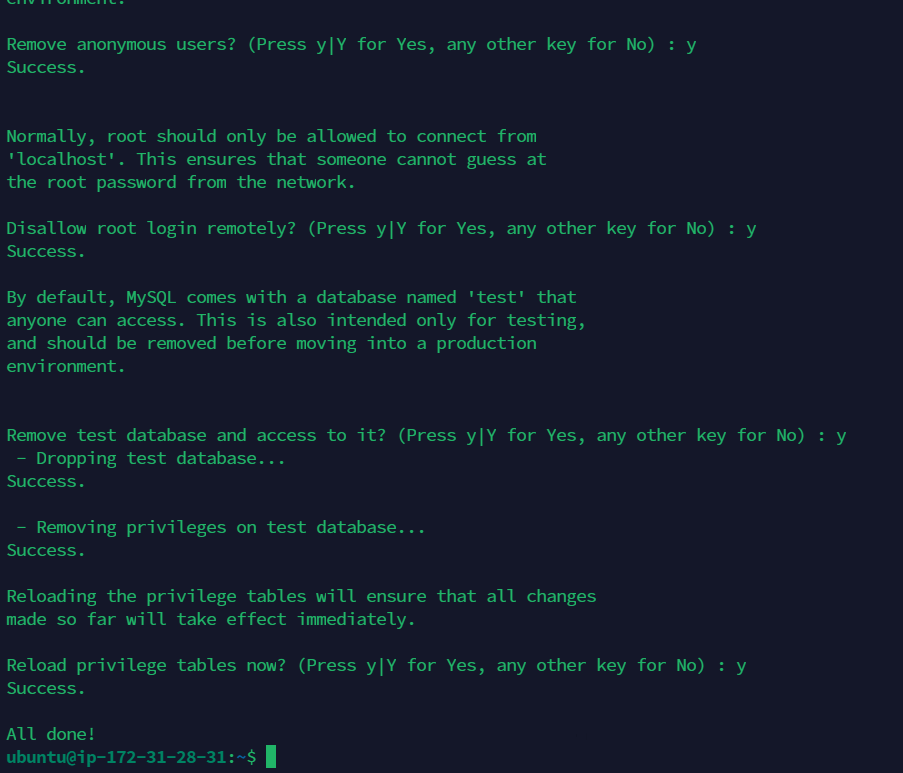 environment.
Remove anonymous users? (Press y|Y for Yes, any other key for No) : y
Success.
Normally, root should only be allowed to connect from
'localhost'. This ensures that someone cannot guess at
the root password from the network.
Disallow root login remotely? (Press y|Y for Yes, any other key for No) : y
Success.
By default, MySQL comes with a database named 'test' that
anyone can access. This is also intended only for testing,
and should be removed before moving into a production
environment.
Remove test database and access to it? (Press y|Y for Yes, any other key for No) : y
 - Dropping test database...
Success.
 - Removing privileges on test database...
Success.
Reloading the privilege tables will ensure that all changes
made so far will take effect immediately.
Reload privilege tables now? (Press y|Y for Yes, any other key for No) : y
Success.
All done!
ubuntu@ip-172-31-28-31:~$